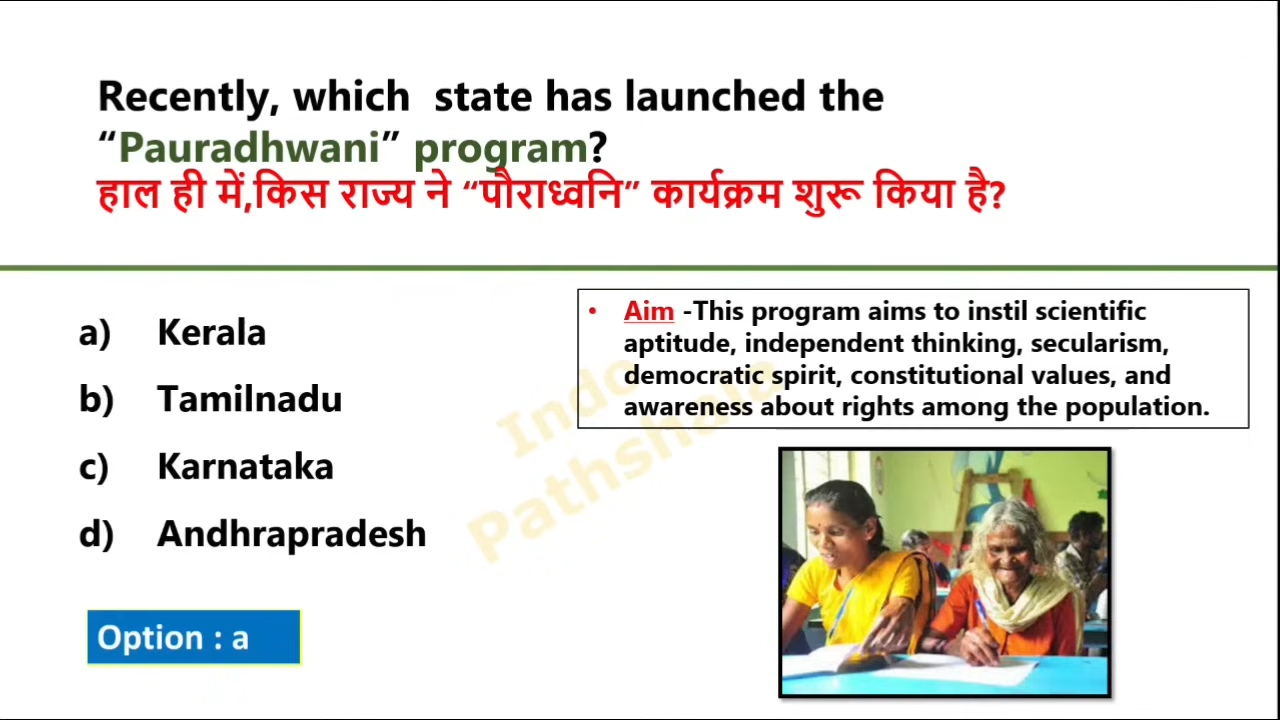 Recently, which state has launched the
“Pauradhwani” program?
हाल ही में,किस राज्य ने “पौराध्वनि” कार्यक्रम शुरू किया है?
a) Kerala
b) Tamilnadu
c) Karnataka
d) Andhrapradesh
Option : a
• Aim -This program aims to instil scientific
aptitude, independent thinking, secularism,
democratic spirit, constitutional values, and
awareness about rights among the population.
Indo
Pathshala